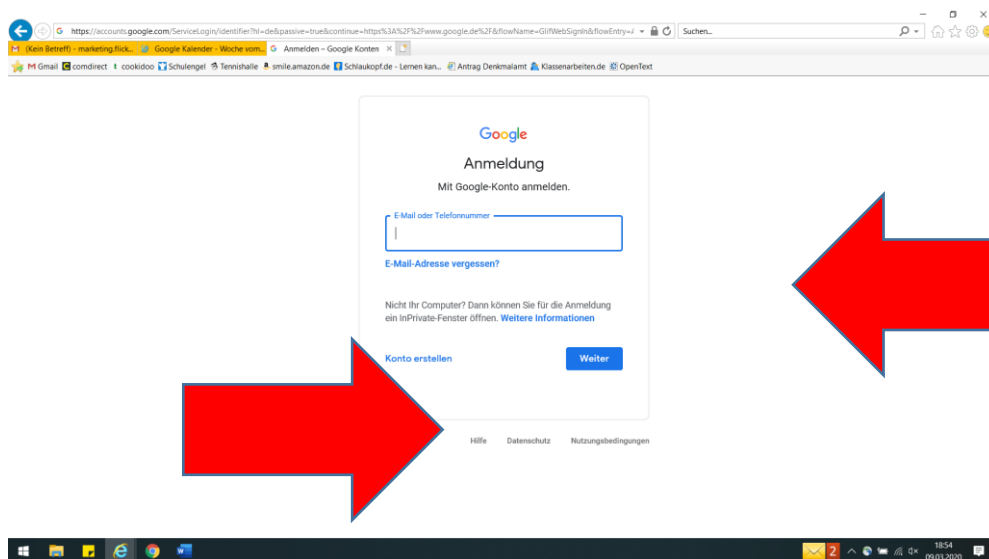 https://accounts.google.com/ServiceLogin/identifier?hl=de&passive=true&continue=https%3A%2F%2Fwww.google.de%2F&flowName=GlifWebSignIn&flowEntry=
Suchen...
(Kein Betreff) - marketing.flick...
Google Kalender - Woche vom...
Anmelden – Google Konten
M Gmail
comdirect
cookidoo
Schulengel
Tennishalle
smile.amazon.de
Schlaukopf.de - Lernen kan...
Antrag Denkmalamt
Klassenarbeiten.de
OpenText
Google
Anmeldung
Mit Google-Konto anmelden.
E-Mail oder Telefonnummer
E-Mail-Adresse vergessen?
Nicht Ihr Computer? Dann können Sie für die Anmeldung
ein InPrivate-Fenster öffnen. Weitere Informationen
Konto erstellen
Weiter
Hilfe
Datenschutz
Nutzungsbedingungen
2
18:54
09.03.2020